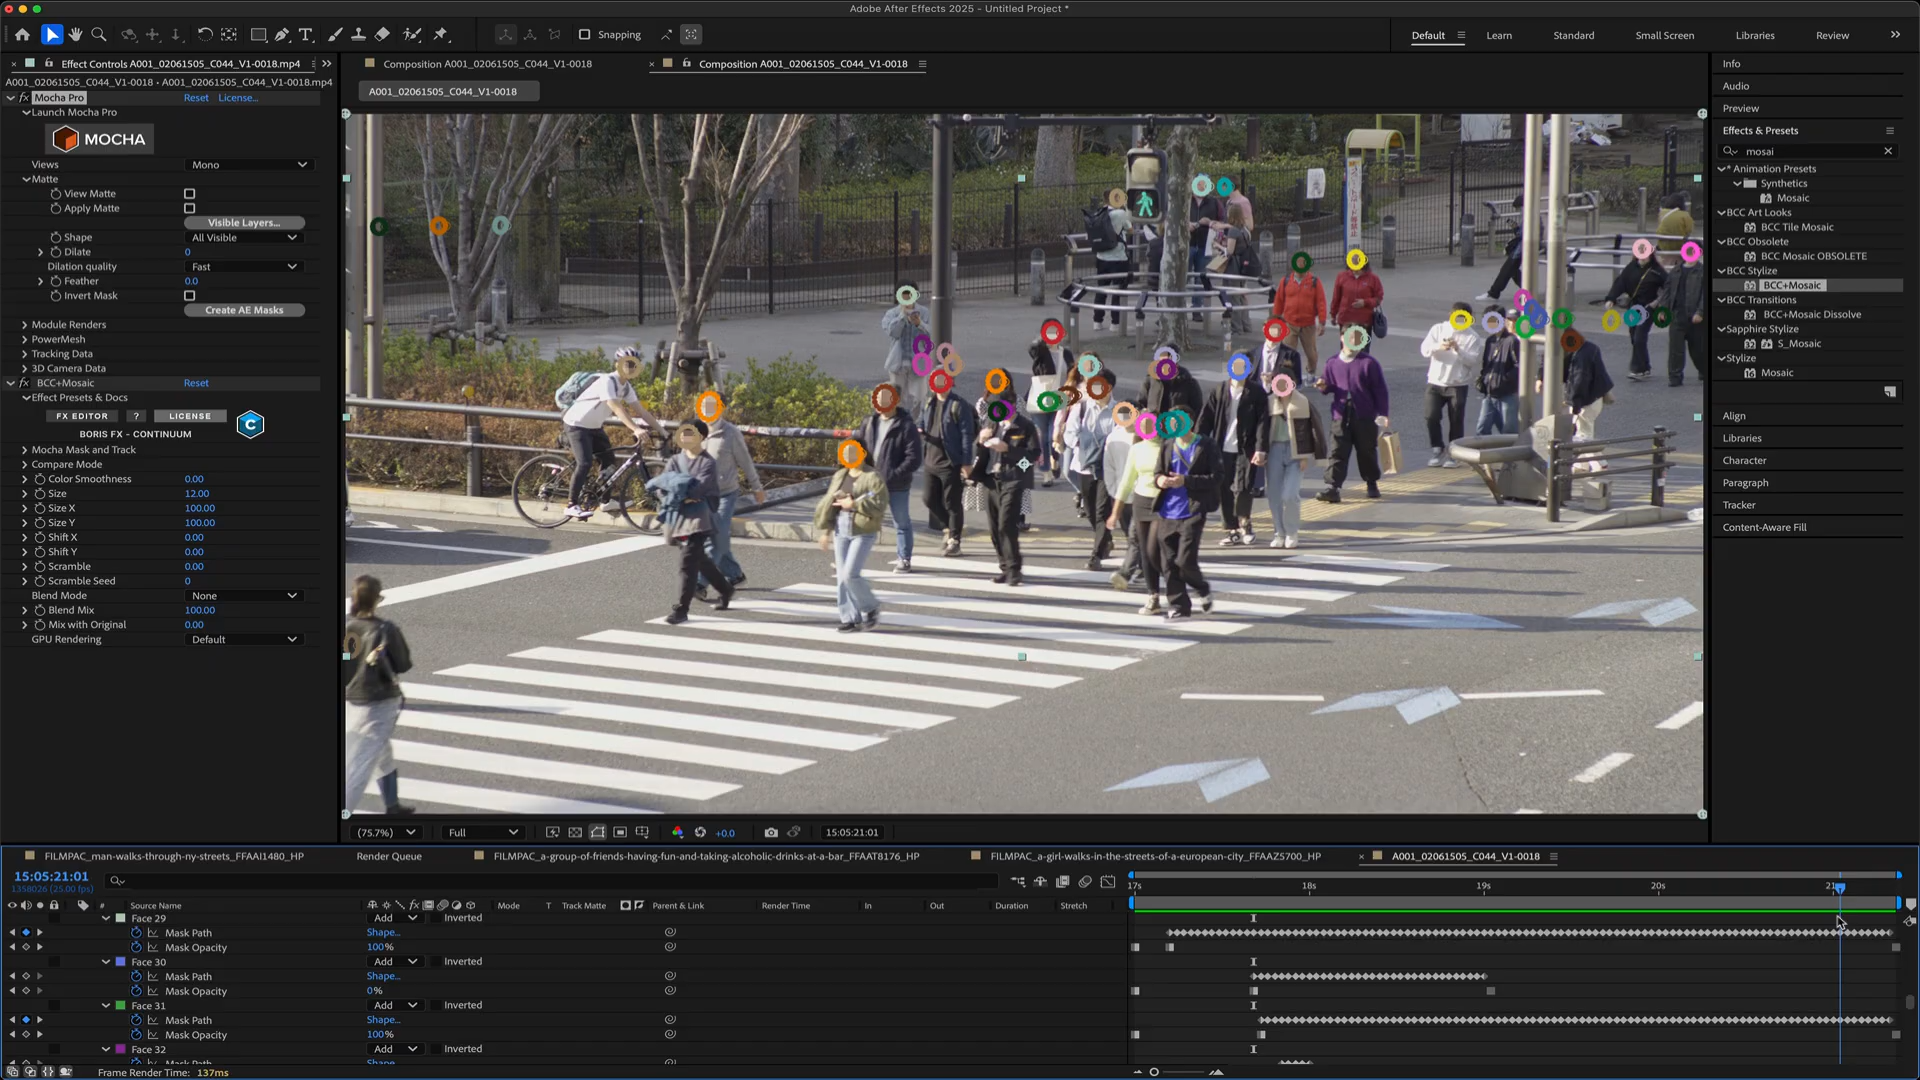 Adobe After Effects 2025 - Untitled Project *
Snapping
Default
Learn
Standard
Small Screen
Libraries
Review
Effect Controls A001_02061505_C044_V1-0018.mp4
A001_02061505_C044_V1-0018 • A001_02061505_C044_V1-0018.mp4
Mocha Pro Reset License...
Launch Mocha Pro
MOCHA
Views Mono
Matte
View Matte
Apply Matte
Visible Layers...
Shape All Visible
Dilate 0
Dilation quality Fast
Feather 0.0
Invert Mask
Create AE Masks
Module Renders
PowerMesh
Tracking Data
3D Camera Data
BCC+Mosaic Reset
Effect Presets & Docs
FX EDITOR ? LICENSE
BORIS FX - CONTINUUM
Mocha Mask and Track
Compare Mode
Color Smoothness 0.00
Size 12.00
Size X 100.00
Size Y 100.00
Shift X 0.00
Shift Y 0.00
Scramble 0.00
Scramble Seed 0
Blend Mode None
Blend Mix 100.00
Mix with Original 0.00
GPU Rendering Default
Composition A001_02061505_C044_V1-0018
Composition A001_02061505_C044_V1-0018
A001_02061505_C044_V1-0018
(75.7%) Full +0.0 15:05:21:01
Info
Audio
Preview
Effects & Presets
mosai
* Animation Presets
Synthetics
Mosaic
BCC Art Looks
BCC Tile Mosaic
BCC Obsolete
BCC Mosaic OBSOLETE
BCC Stylize
BCC+Mosaic
BCC Transitions
BCC+Mosaic Dissolve
Sapphire Stylize
S_Mosaic
Stylize
Mosaic
Align
Libraries
Character
Paragraph
Tracker
Content-Aware Fill
FILMPAC_man-walks-through-ny-streets_FFAAI1480_HP
Render Queue
FILMPAC_a-group-of-friends-having-fun-and-taking-alcoholic-drinks-at-a-bar_FFAAT8176_HP
FILMPAC_a-girl-walks-in-the-streets-of-a-european-city_FFAAZ5700_HP
A001_02061505_C044_V1-0018
15:05:21:01
1358026 (25.00 fps)
17s 18s 19s 20s 21
# Source Name Mode T Track Matte Parent & Link Render Time In Out Duration Stretch
Face 29 Add Inverted
Mask Path Shape...
Mask Opacity 100%
Face 30 Add Inverted
Mask Path Shape...
Mask Opacity 0%
Face 31 Add Inverted
Mask Path Shape...
Mask Opacity 100%
Face 32 Add Inverted
Mask Path Shape...
Frame Render Time: 137ms